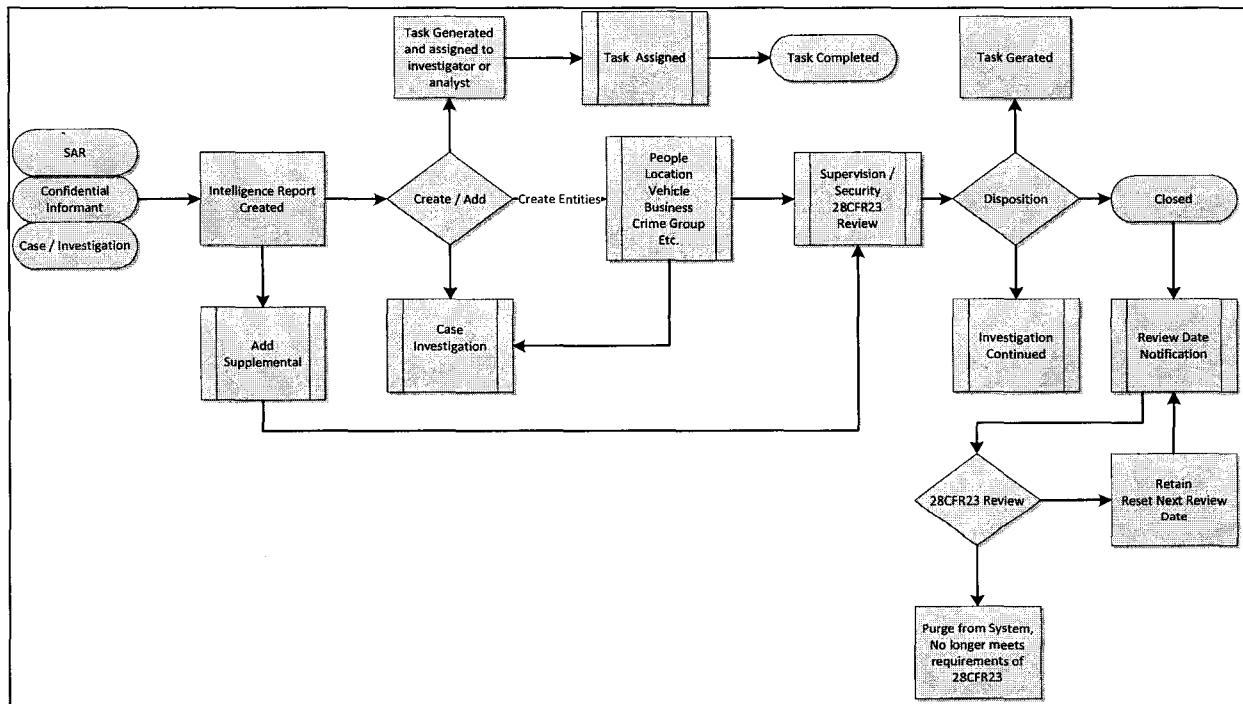 Task Generated
and assigned to
investigator or
analyst
Task Assigned
Task Completed
Task Gerated
SAR
Confidential
Informant
Case / Investigation
Intelligence Report
Created
Create / Add
Create Entities
People
Location
Vehicle
Business
Crime Group
Etc.
Supervision /
Security
28CFR23
Review
Disposition
Closed
Add
Supplemental
Case
Investigation
Investigation
Continued
Review Date
Notification
28CFR23 Review
Retain
Reset Next Review
Date
Purge from System,
No longer meets
requirements of
28CFR23